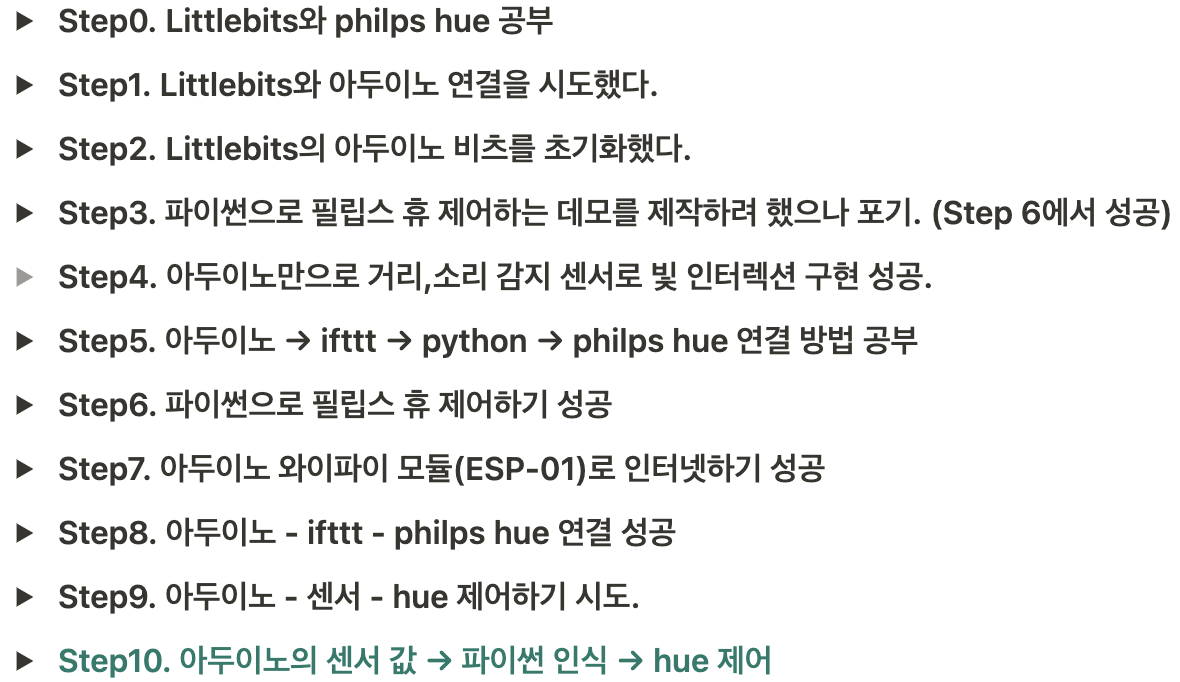 Step0. Littlebits와 philps hue 공부
Step1. Littlebits와 아두이노 연결을 시도했다.
Step2. Littlebits의 아두이노 비츠를 초기화했다.
Step3. 파이썬으로 필립스 휴 제어하는 데모를 제작하려 했으나 포기. (Step 6에서 성공)
Step4. 아두이노만으로 거리,소리 감지 센서로 빛 인터렉션 구현 성공.
Step5. 아두이노 → ifttt → python → philps hue 연결 방법 공부
Step6. 파이썬으로 필립스 휴 제어하기 성공
Step7. 아두이노 와이파이 모듈(ESP-01)로 인터넷하기 성공
Step8. 아두이노 - ifttt - philps hue 연결 성공
Step9. 아두이노 - 센서 - hue 제어하기 시도.
Step10. 아두이노의 센서 값 → 파이썬 인식 → hue 제어